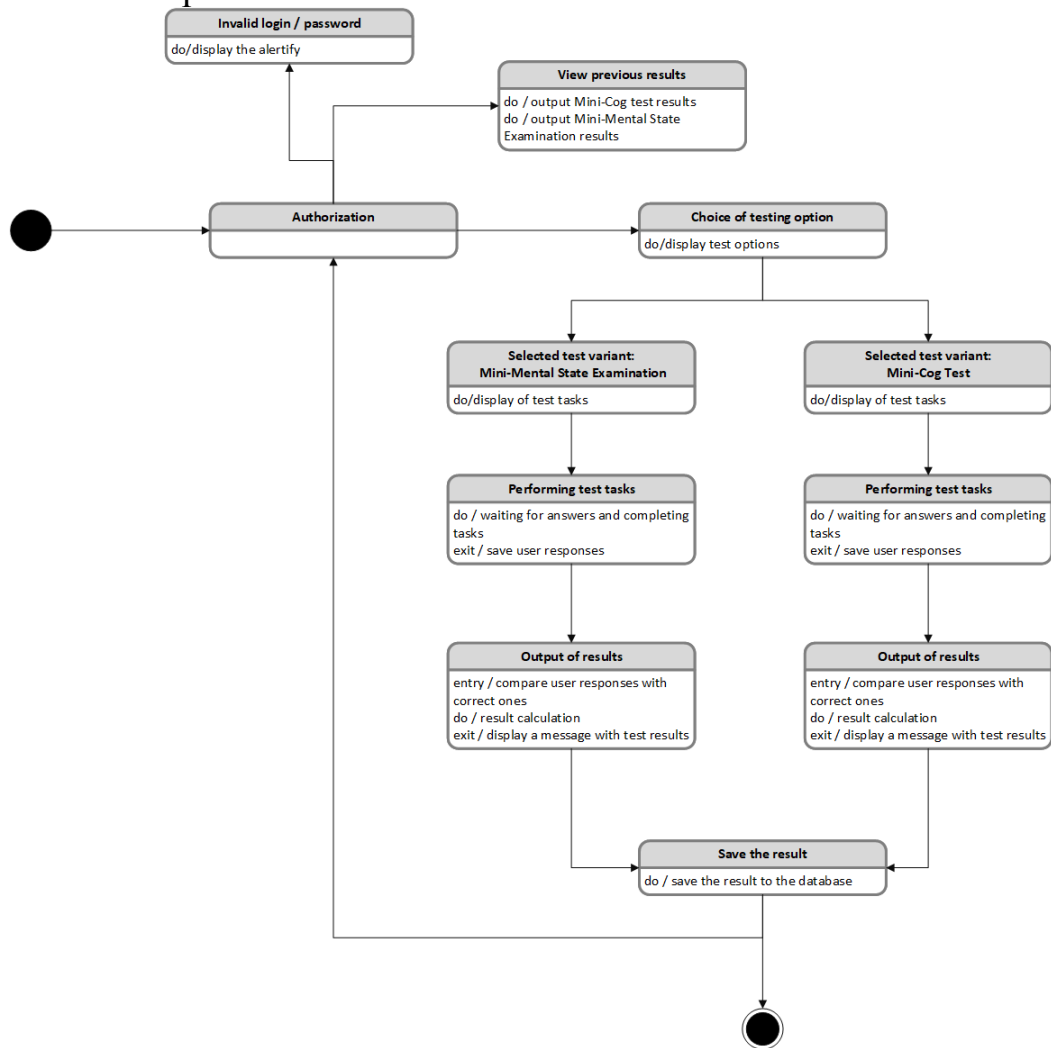 Invalid login / password
do/display the alertify
View previous results
do / output Mini-Cog test results
do / output Mini-Mental State
Examination results
Authorization
Choice of testing option
do/display test options
Selected test variant:
Mini-Mental State Examination
do/display of test tasks
Selected test variant:
Mini-Cog Test
do/display of test tasks
Performing test tasks
do / waiting for answers and completing
tasks
exit / save user responses
Performing test tasks
do / waiting for answers and completing
tasks
exit / save user responses
Output of results
entry / compare user responses with
correct ones
do / result calculation
exit / display a message with test results
Output of results
entry / compare user responses with
correct ones
do / result calculation
exit / display a message with test results
Save the result
do / save the result to the database